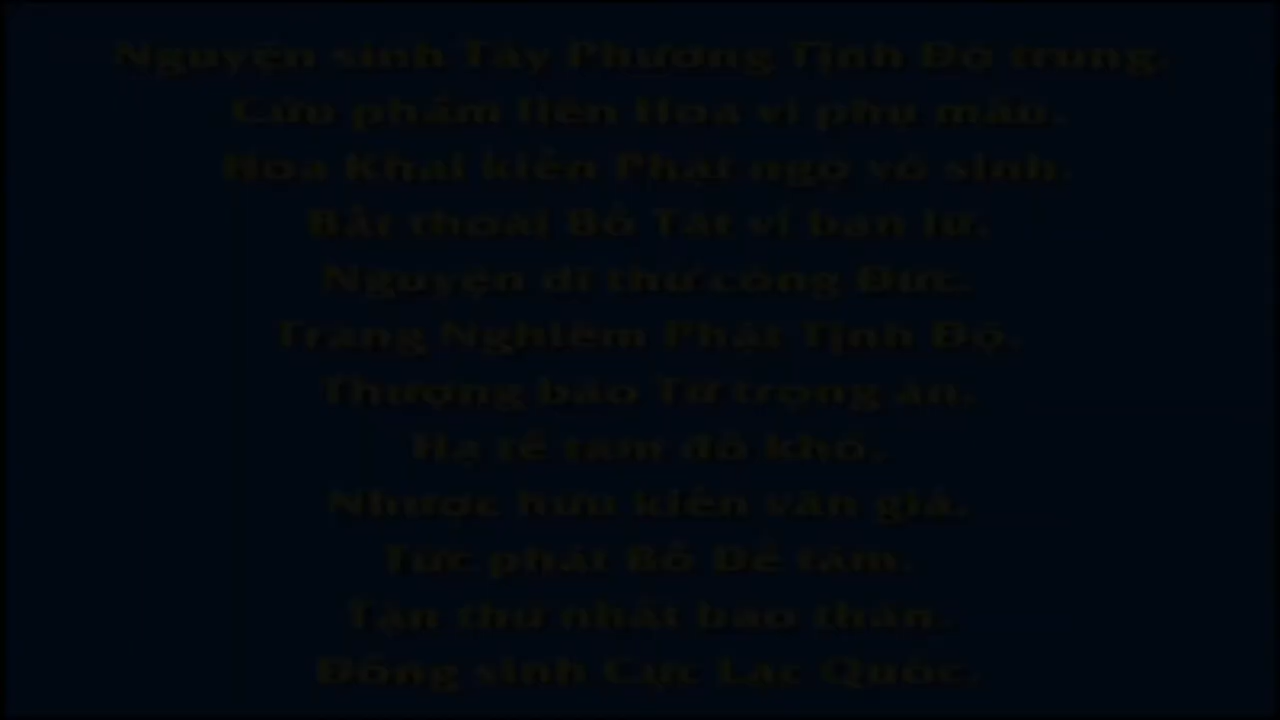 Nguyện sinh Tây Phương Tịnh Độ trung.
Cửu phẩm liên Hoa vi phụ mẫu.
Hoa Khai kiến Phật ngộ vô sinh.
Bất thoái Bồ Tát vi bạn lữ.
Nguyện dĩ thử công Đức.
Trang Nghiêm Phật Tịnh Độ.
Thượng báo Tứ trọng ân.
Hạ tế tam đồ khổ.
Nhược hữu kiến văn giả.
Tức phát Bồ Đề tâm.
Tận thử nhất báo thân.
Đồng sinh Cực Lạc Quốc.